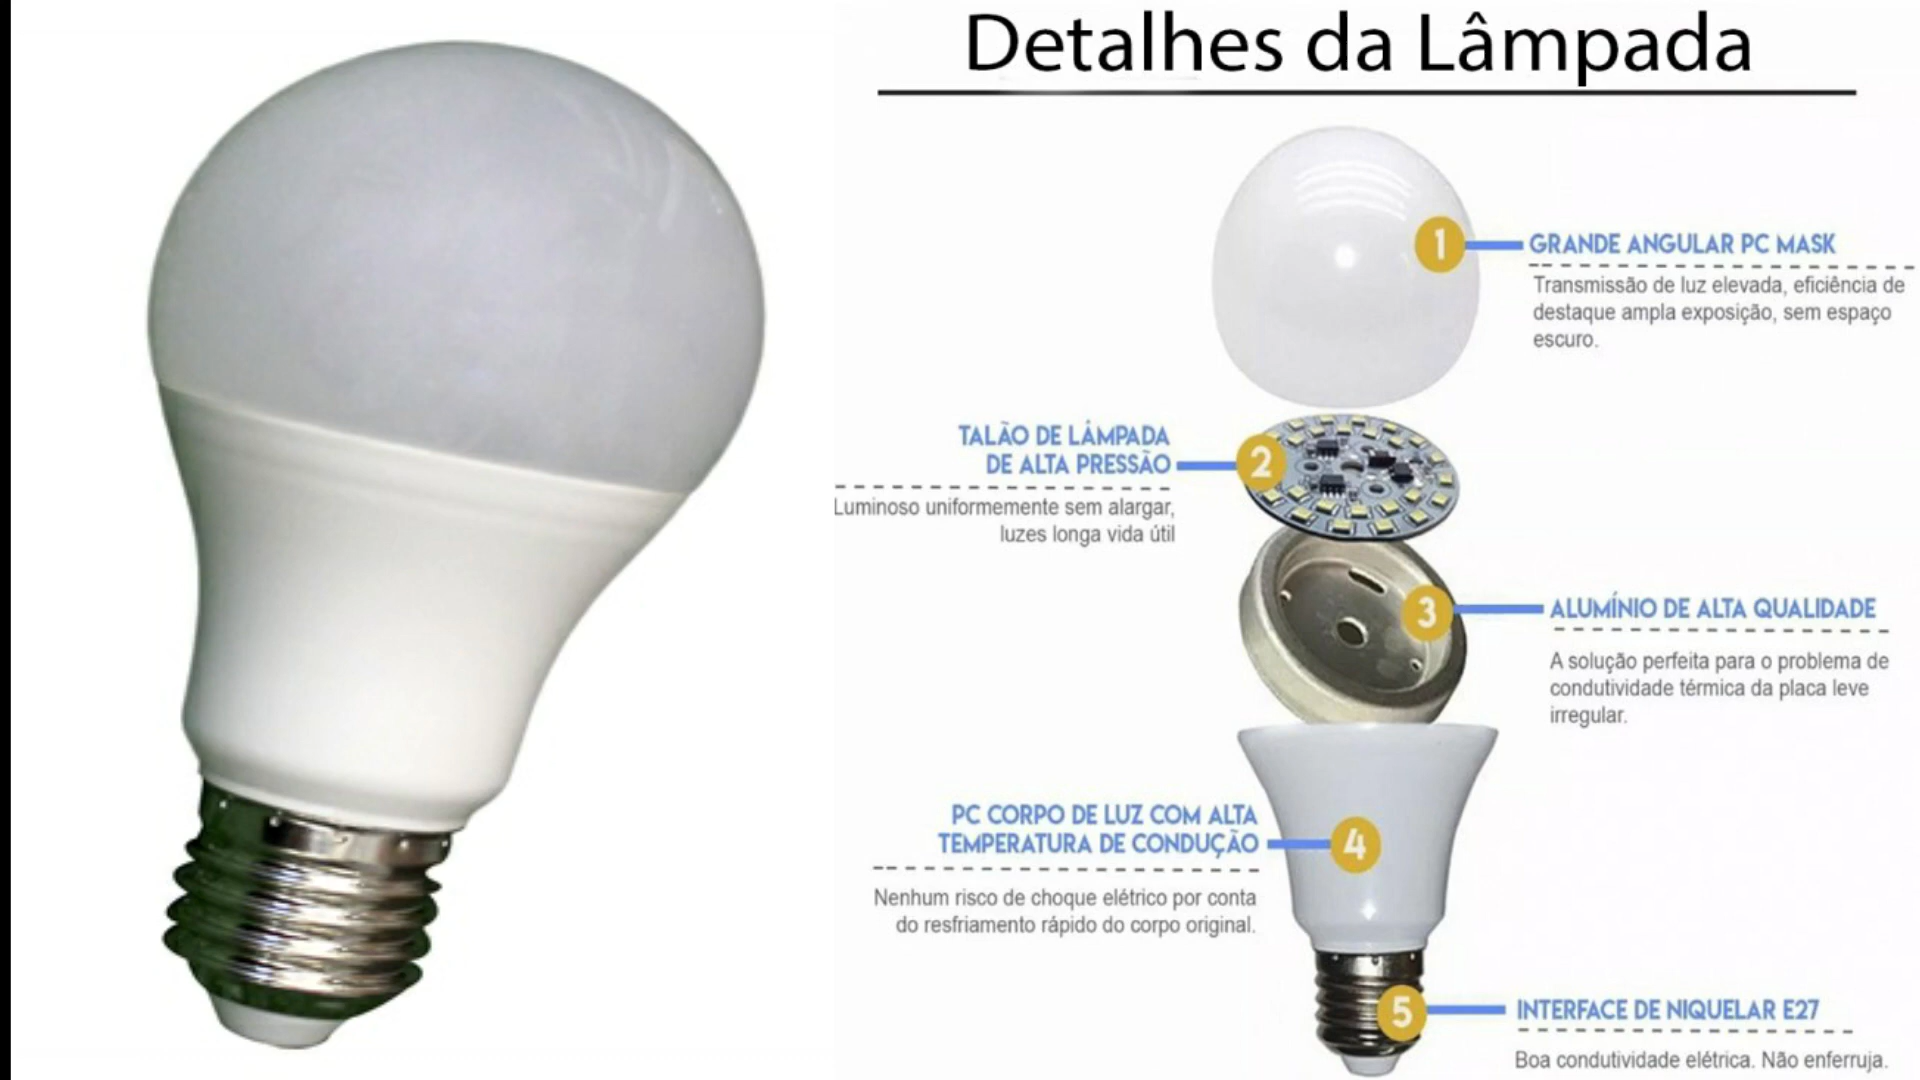 Detalhes da Lâmpada
1
GRANDE ANGULAR PC MASK
Transmissão de luz elevada, eficiência de
destaque ampla exposição, sem espaço
escuro.
TALÃO DE LÂMPADA
DE ALTA PRESSÃO
2
Luminoso uniformemente sem alargar,
luzes longa vida útil
3
ALUMÍNIO DE ALTA QUALIDADE
A solução perfeita para o problema de
condutividade térmica da placa leve
irregular.
PC CORPO DE LUZ COM ALTA
TEMPERATURA DE CONDUÇÃO
4
Nenhum risco de choque elétrico por conta
do resfriamento rápido do corpo original.
5
INTERFACE DE NIQUELAR E27
Boa condutividade elétrica. Não enferruja.